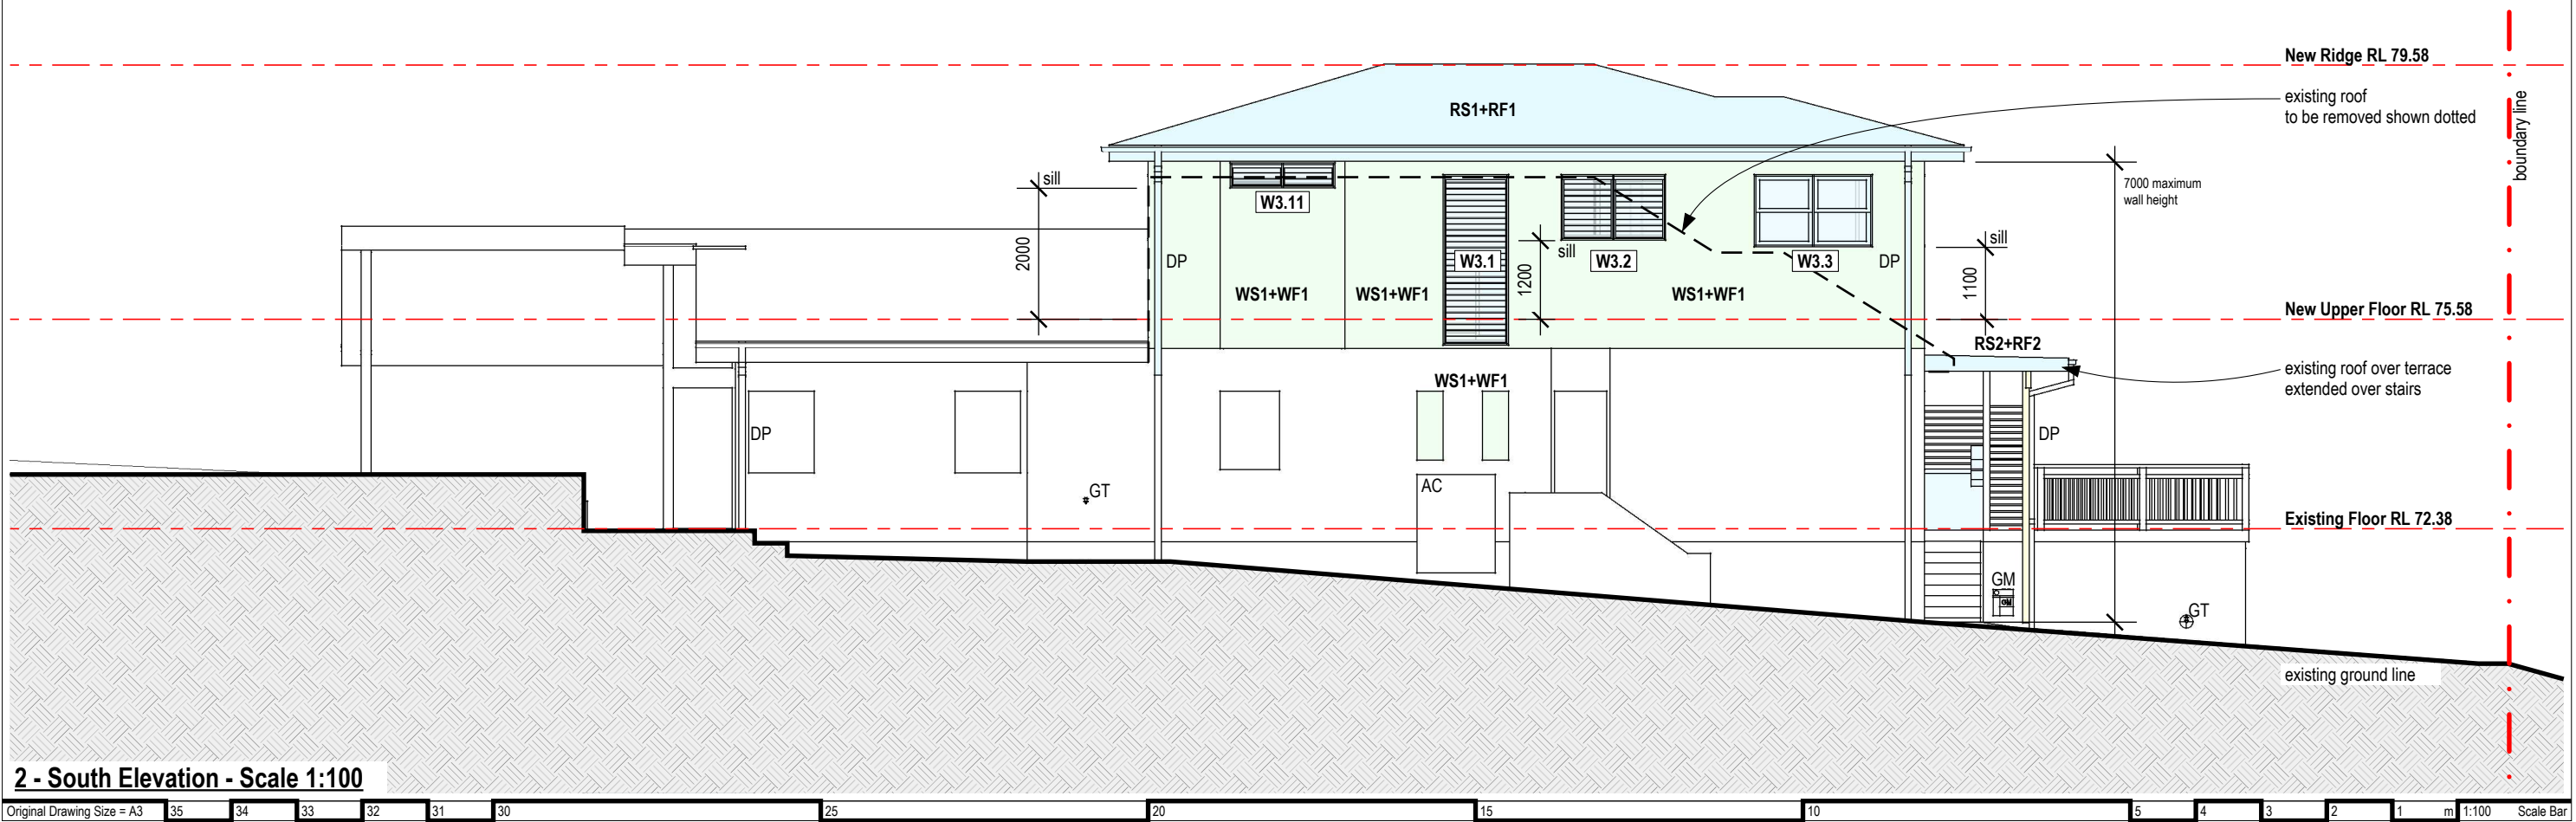 New Ridge RL 79.58
existing roof
to be removed shown dotted
boundary line
RS1+RF1
sill
7000 maximum
wall height
W3.11
2000
DP
W3.1
sill
W3.2
W3.3
DP
sill
1200
1100
WS1+WF1
WS1+WF1
WS1+WF1
New Upper Floor RL 75.58
RS2+RF2
existing roof over terrace
extended over stairs
WS1+WF1
DP
DP
AC
GT
Existing Floor RL 72.38
GM
GM
GT
existing ground line
2 - South Elevation - Scale 1:100
Original Drawing Size = A3 35 34 33 32 31 30 25 20 15 10 5 4 3 2 1 m 1:100 Scale Bar